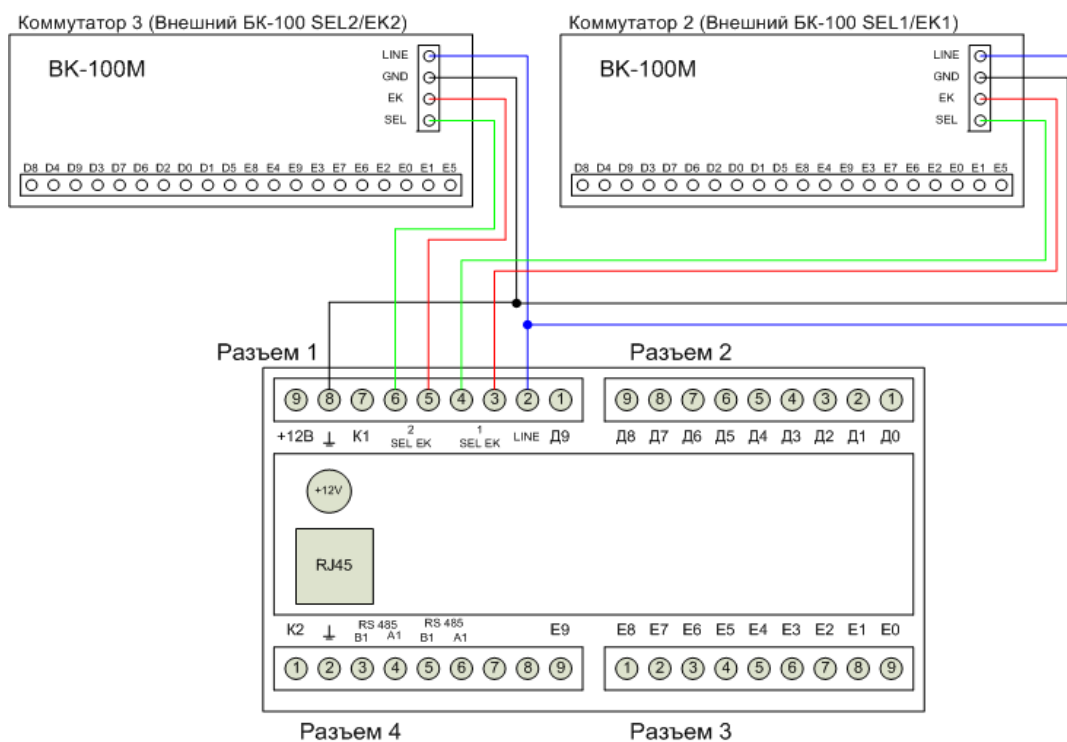 Коммутатор 3 (Внешний БК-100 SEL2/EK2)
Коммутатор 2 (Внешний БК-100 SEL1/EK1)
BK-100M
LINE
GND
EK
SEL
D8 D4 D9 D3 D7 D6 D2 D0 D1 D5 E8 E4 E9 E3 E7 E6 E2 E0 E1 E5
BK-100M
LINE
GND
EK
SEL
D8 D4 D9 D3 D7 D6 D2 D0 D1 D5 E8 E4 E9 E3 E7 E6 E2 E0 E1 E5
Разъем 1
Разъем 2
9 8 7 6 5 4 3 2 1
9 8 7 6 5 4 3 2 1
+12В К1 2 SEL EK 1 SEL EK LINE Д9
Д8 Д7 Д6 Д5 Д4 Д3 Д2 Д1 Д0
+12V
RJ45
К2 RS 485 B1 A1 RS 485 B1 A1 E9
E8 E7 E6 E5 E4 E3 E2 E1 E0
1 2 3 4 5 6 7 8 9
1 2 3 4 5 6 7 8 9
Разъем 4
Разъем 3